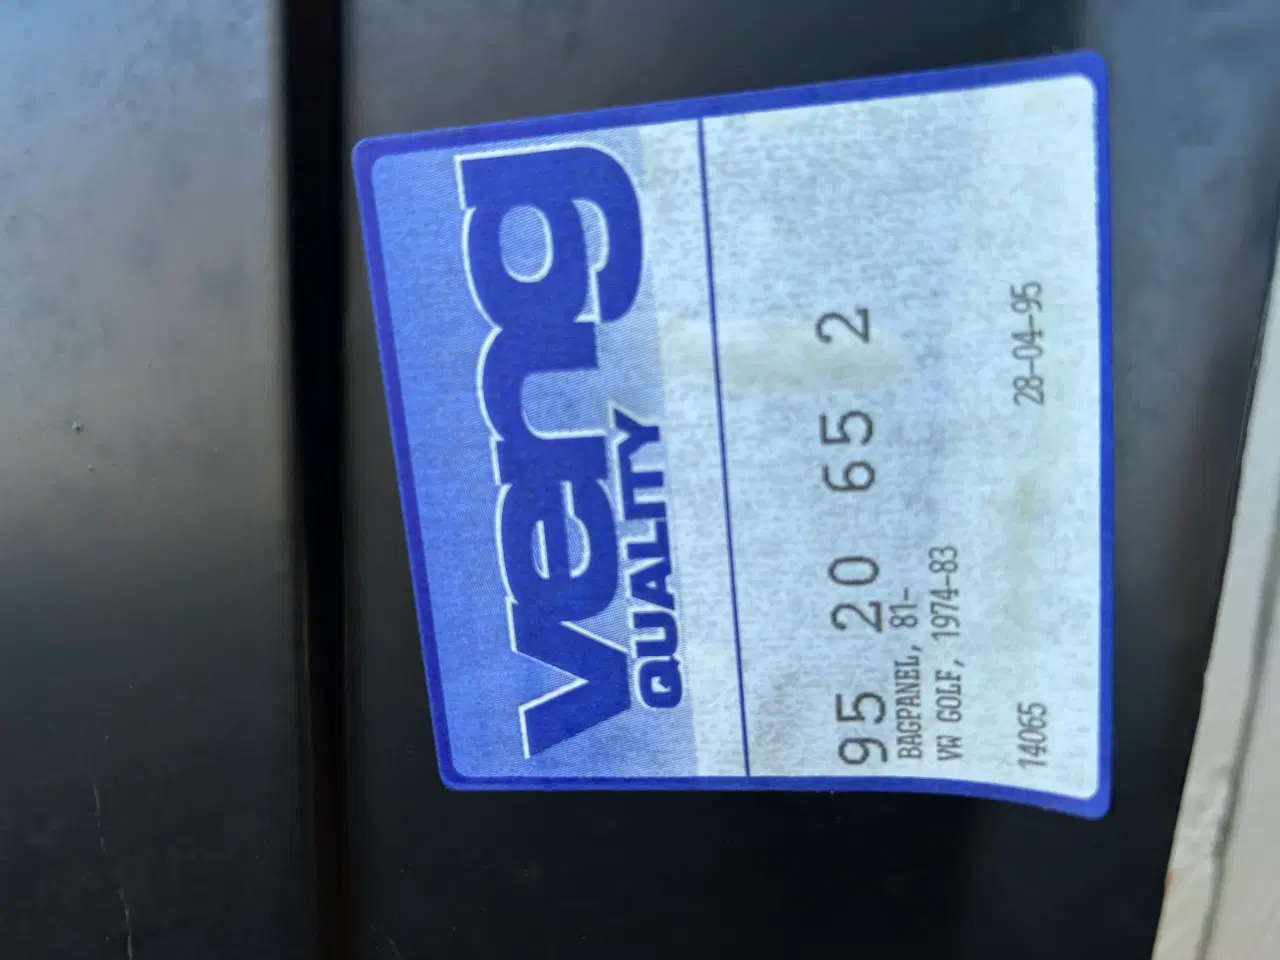 veng
QUALITY
95 20 65 2
BAGPANEL, 81-
VW GOLF, 1974-83
14065 28-04-95